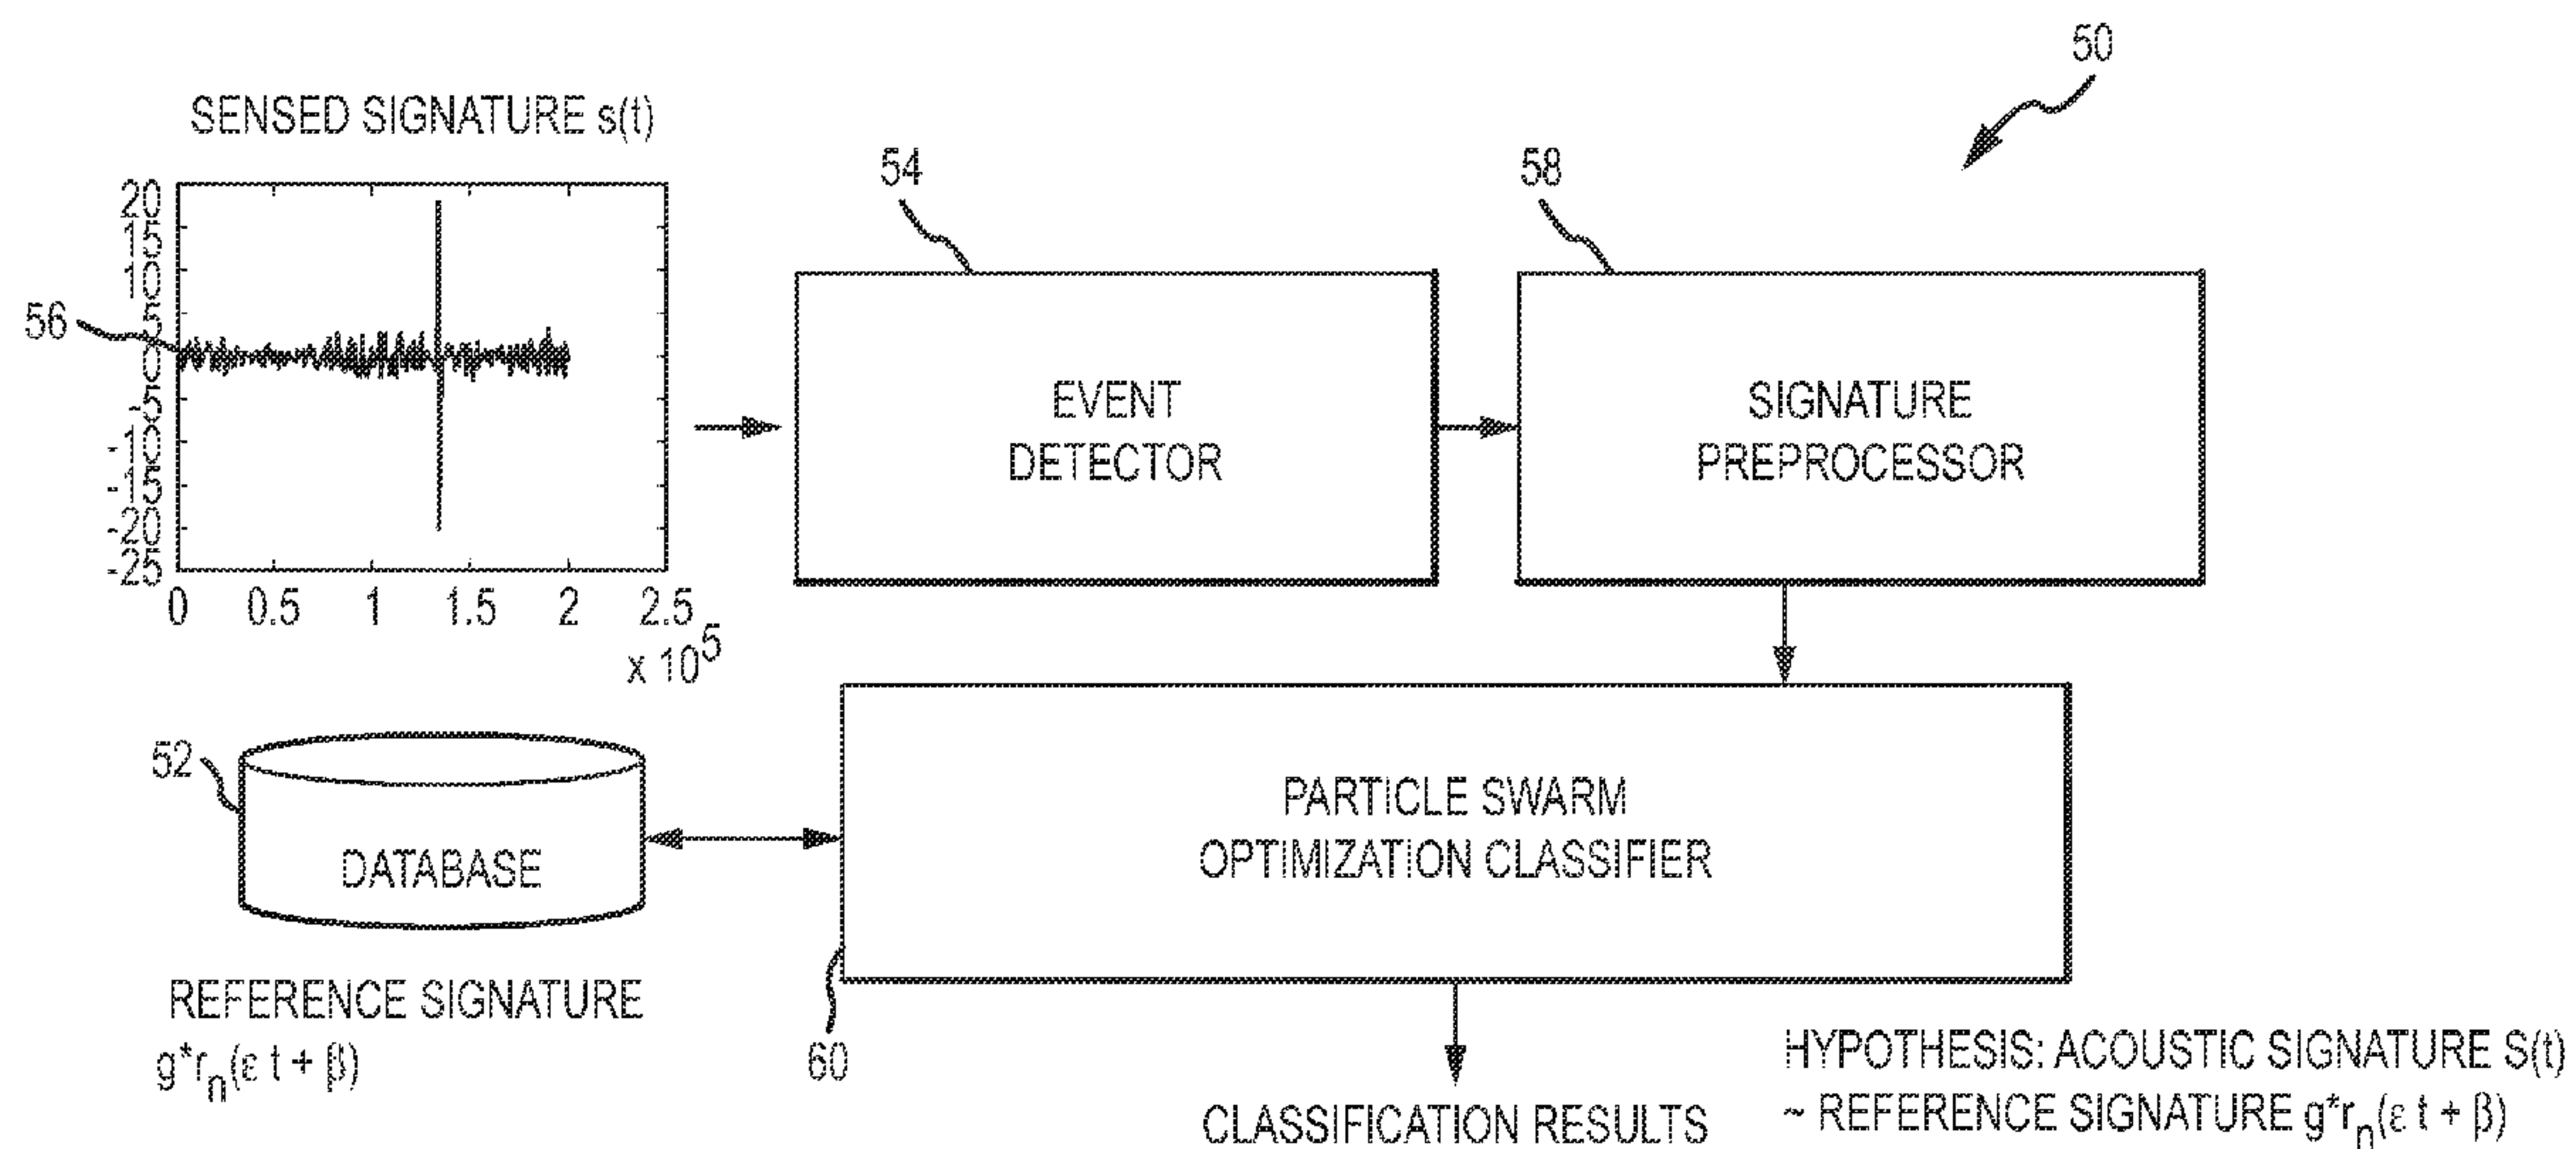 50
SENSED SIGNATURE s(t)
54
58
20
15
10
5
0
-5
-10
-15
-20
-25
56
0 0.5 1 1.5 2 2.5
x 10^5
EVENT
DETECTOR
SIGNATURE
PREPROCESSOR
52
DATABASE
REFERENCE SIGNATURE
g*r_n(ε t + β)
PARTICLE SWARM
OPTIMIZATION CLASSIFIER
60
CLASSIFICATION RESULTS
HYPOTHESIS: ACOUSTIC SIGNATURE S(t)
~ REFERENCE SIGNATURE g*r_n(ε t + β)